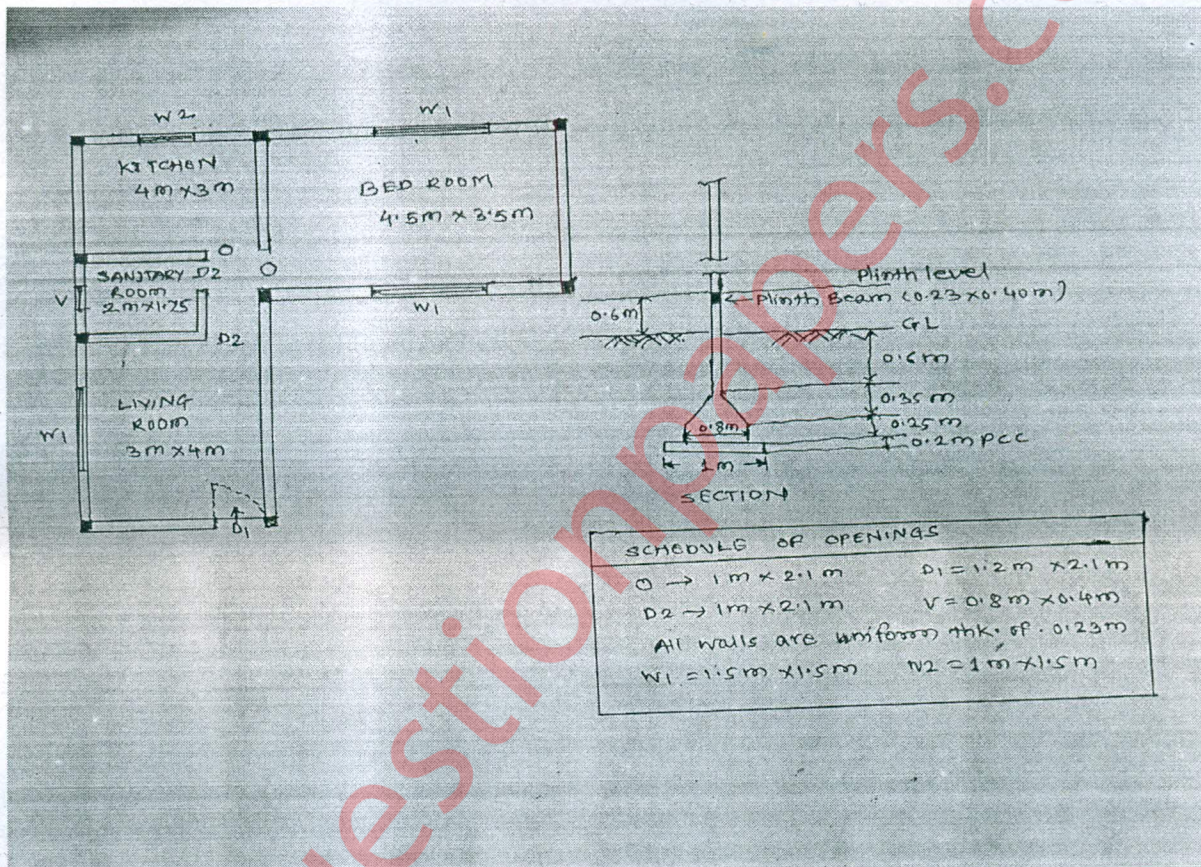 W2
W1
KITCHEN
4m x 3m
BED ROOM
4.5m x 3.5m
O
O
SANITARY D2
ROOM
2m x 1.75
V
D2
W1
LIVING
ROOM
3m x 4m
W1
D1
Plinth level
Plinth Beam (0.23 x 0.40m)
0.6m
GL
0.6m
0.35m
0.8m
0.25m
0.2m PCC
1m
SECTION
SCHEDULE OF OPENINGS
O → 1m x 2.1m D1 = 1.2m x 2.1m
D2 → 1m x 2.1m V = 0.8m x 0.4m
All walls are uniform thk. of 0.23m
W1 = 1.5m x 1.5m W2 = 1m x 1.5m
estionpapers.c